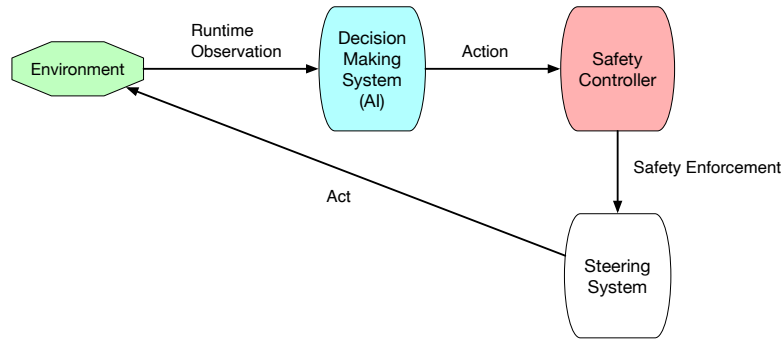 Runtime
Observation
Environment
Decision
Making
System
(AI)
Action
Safety
Controller
Safety Enforcement
Act
Steering
System